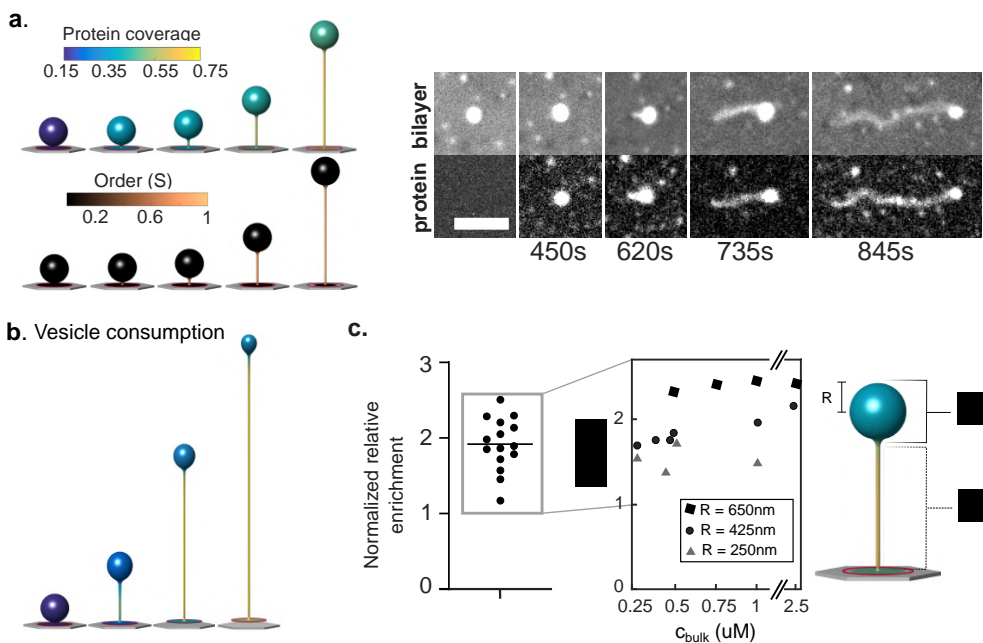 a.
Protein coverage
0.15 0.35 0.55 0.75
Order (S)
0.2 0.6 1
bilayer
protein
450s 620s 735s 845s
b. Vesicle consumption
c.
Normalized relative
enrichment
3
2
1
0
2
1
0
R = 650nm
R = 425nm
R = 250nm
0.25 0.5 0.75 1 2.5
c_bulk (uM)
R